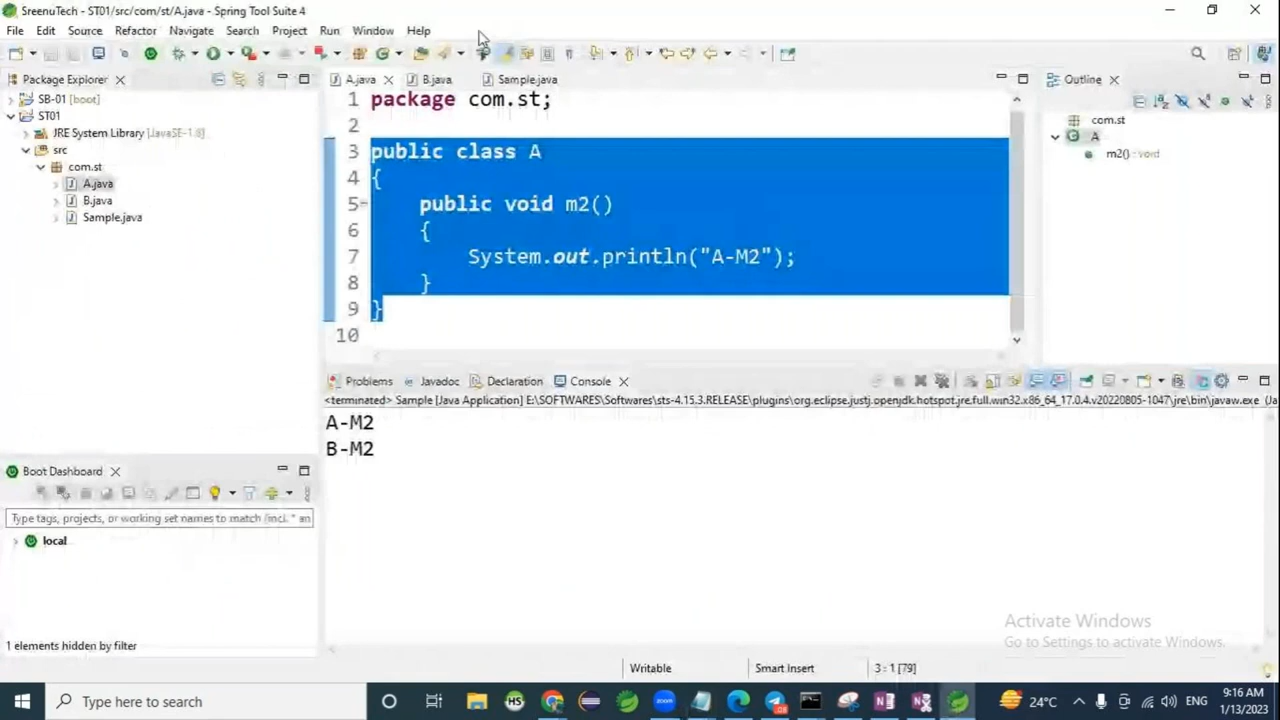 SreenuTech - ST01/src/com/st/A.java - Spring Tool Suite 4
File Edit Source Refactor Navigate Search Project Run Window Help
Package Explorer
SB-01 [boot]
ST01
JRE System Library [JavaSE-1.8]
src
com.st
A.java
B.java
Sample.java
A.java B.java Sample.java
1 package com.st;
2
3 public class A
4 {
5 public void m2()
6 {
7 System.out.println("A-M2");
8 }
9 }
10
Outline
com.st
A
m2() : void
Problems Javadoc Declaration Console
<terminated> Sample [Java Application] E:\SOFTWARES\Softwares\sts-4.15.3.RELEASE\plugins\org.eclipse.justj.openjdk.hotspot.jre.full.win32.x86_64_17.0.4.v20220805-1047\jre\bin\javaw.exe (Ja
A-M2
B-M2
Boot Dashboard
Type tags, projects, or working set names to match (incl. * an
local
1 elements hidden by filter
Activate Windows
Go to Settings to activate Windows.
Writable Smart Insert 3 : 1 [79]
Type here to search
HS
zoom
24°C
ENG
9:16 AM
1/13/2023